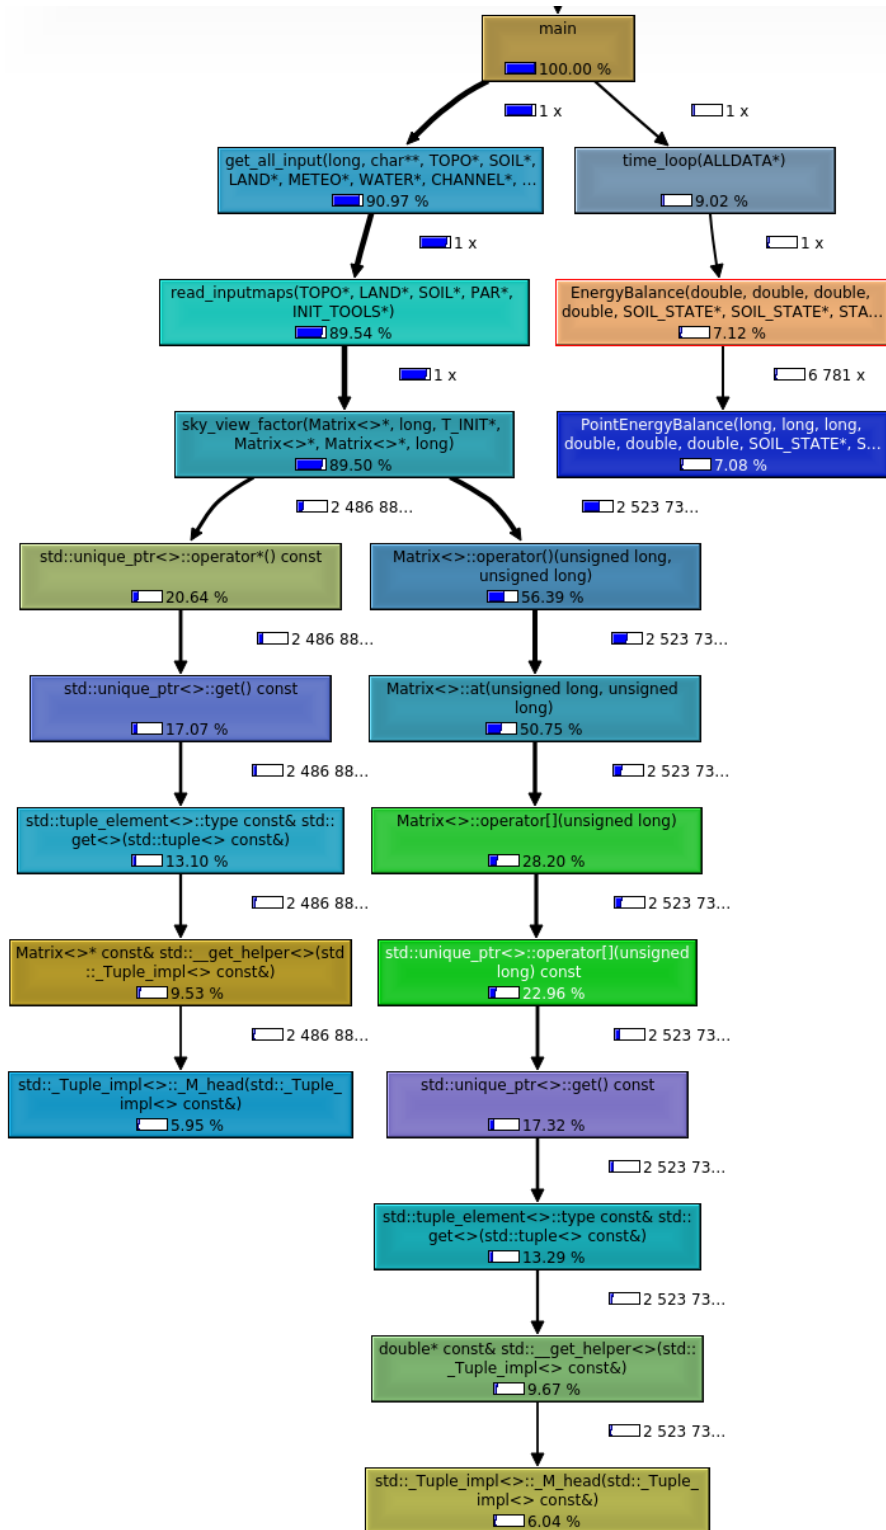 main
100.00 %
1 x
1 x
get_all_input(long, char**, TOPO*, SOIL*,
LAND*, METEO*, WATER*, CHANNEL*, ...
90.97 %
time_loop(ALLDATA*)
9.02 %
1 x
1 x
read_inputmaps(TOPO*, LAND*, SOIL*, PAR*,
INIT_TOOLS*)
89.54 %
EnergyBalance(double, double, double,
double, SOIL_STATE*, SOIL_STATE*, STA...
7.12 %
1 x
6 781 x
sky_view_factor(Matrix<>*, long, T_INIT*,
Matrix<>*, Matrix<>*, long)
89.50 %
PointEnergyBalance(long, long, long,
double, double, double, SOIL_STATE*, S...
7.08 %
2 486 88...
2 523 73...
std::unique_ptr<>::operator*() const
20.64 %
Matrix<>::operator()(unsigned long,
unsigned long)
56.39 %
2 486 88...
2 523 73...
std::unique_ptr<>::get() const
17.07 %
Matrix<>::at(unsigned long, unsigned
long)
50.75 %
2 486 88...
2 523 73...
std::tuple_element<>::type const& std::
get<>(std::tuple<> const&)
13.10 %
Matrix<>::operator[](unsigned long)
28.20 %
2 486 88...
2 523 73...
Matrix<>* const& std::__get_helper<>(std
::_Tuple_impl<> const&)
9.53 %
std::unique_ptr<>::operator[](unsigned
long) const
22.96 %
2 486 88...
2 523 73...
std::_Tuple_impl<>::_M_head(std::_Tuple_
impl<> const&)
5.95 %
std::unique_ptr<>::get() const
17.32 %
2 523 73...
std::tuple_element<>::type const& std::
get<>(std::tuple<> const&)
13.29 %
2 523 73...
double* const& std::__get_helper<>(std::
_Tuple_impl<> const&)
9.67 %
2 523 73...
std::_Tuple_impl<>::_M_head(std::_Tuple_
impl<> const&)
6.04 %